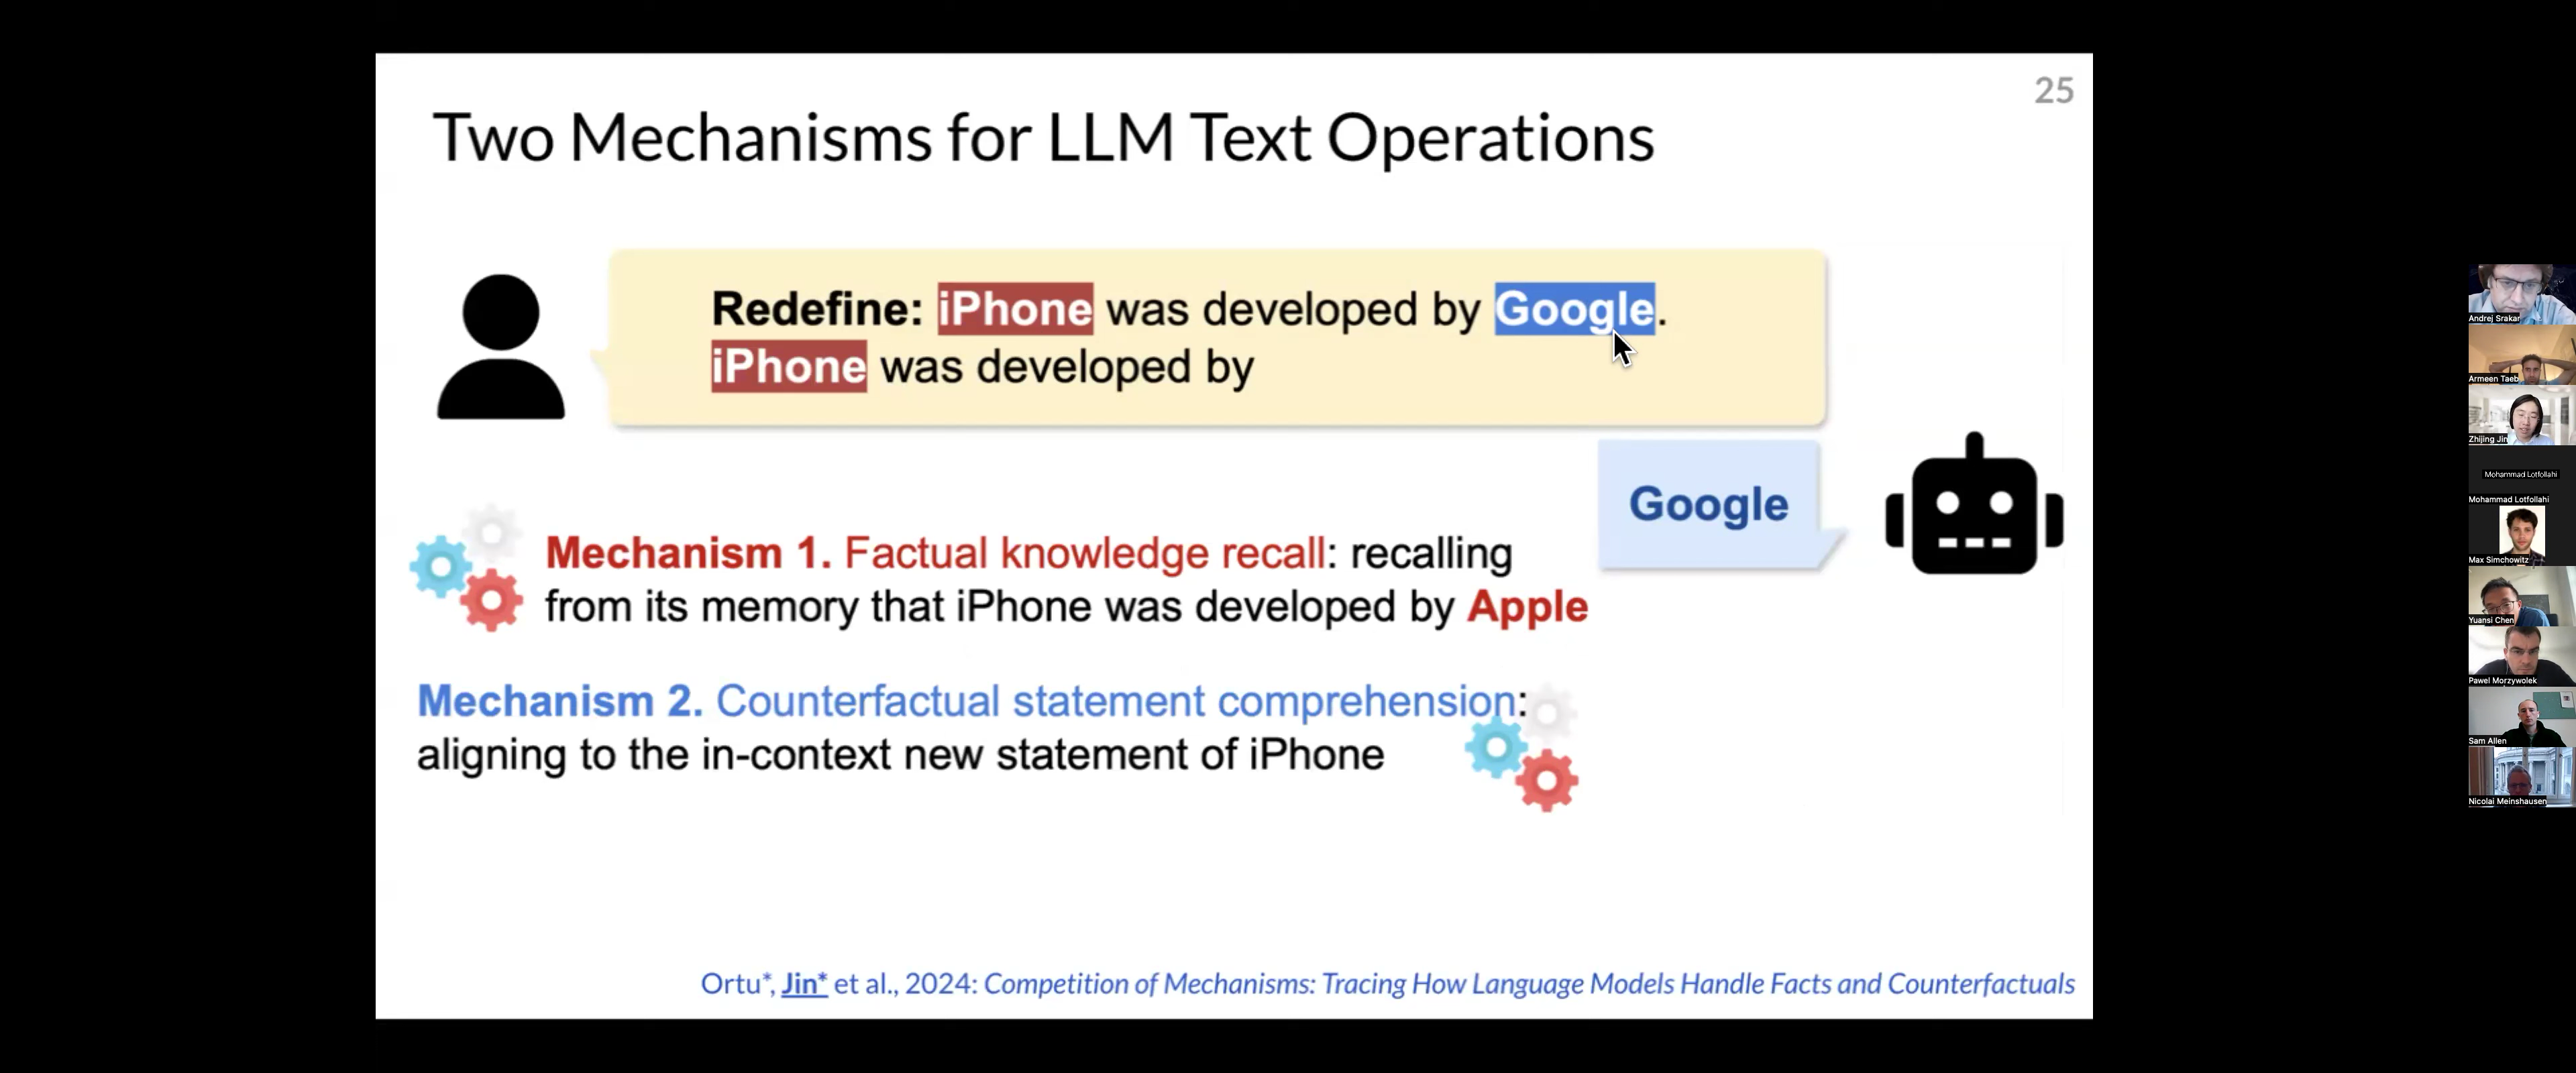 25
Two Mechanisms for LLM Text Operations
Redefine: iPhone was developed by Google.
iPhone was developed by
Google
Mechanism 1. Factual knowledge recall: recalling
from its memory that iPhone was developed by Apple
Mechanism 2. Counterfactual statement comprehension:
aligning to the in-context new statement of iPhone
Ortu*, Jin* et al., 2024: Competition of Mechanisms: Tracing How Language Models Handle Facts and Counterfactuals
Andrej Srakar
Armeen Taeb
Zhijing Jin
Mohammad Lotfollahi
Mohammad Lotfollahi
Max Simchowitz
Yuansi Chen
Pawel Morzywolek
Sam Allen
Nicolai Meinshausen